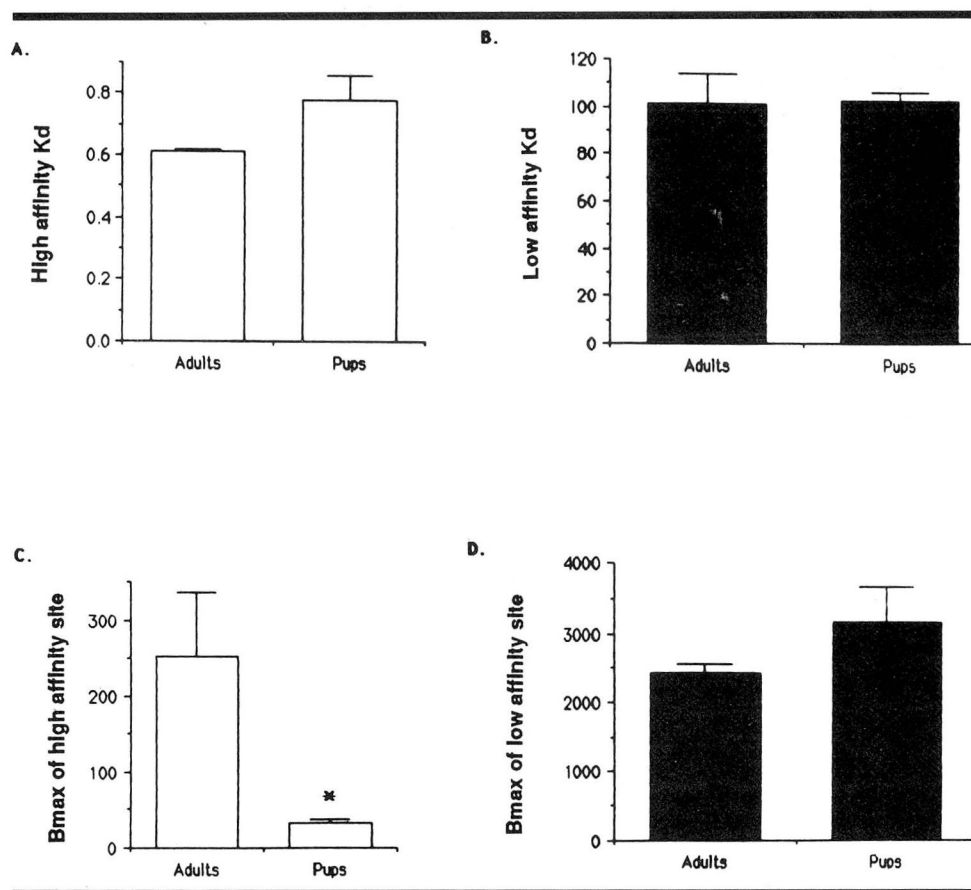 A.
High affinity Kd
0.8
0.6
0.4
0.2
0.0
Adults
Pups
B.
Low affinity Kd
120
100
80
60
40
20
0
Adults
Pups
C.
Bmax of high affinity site
300
200
100
0
*
Adults
Pups
D.
Bmax of low affinity site
4000
3000
2000
1000
0
Adults
Pups